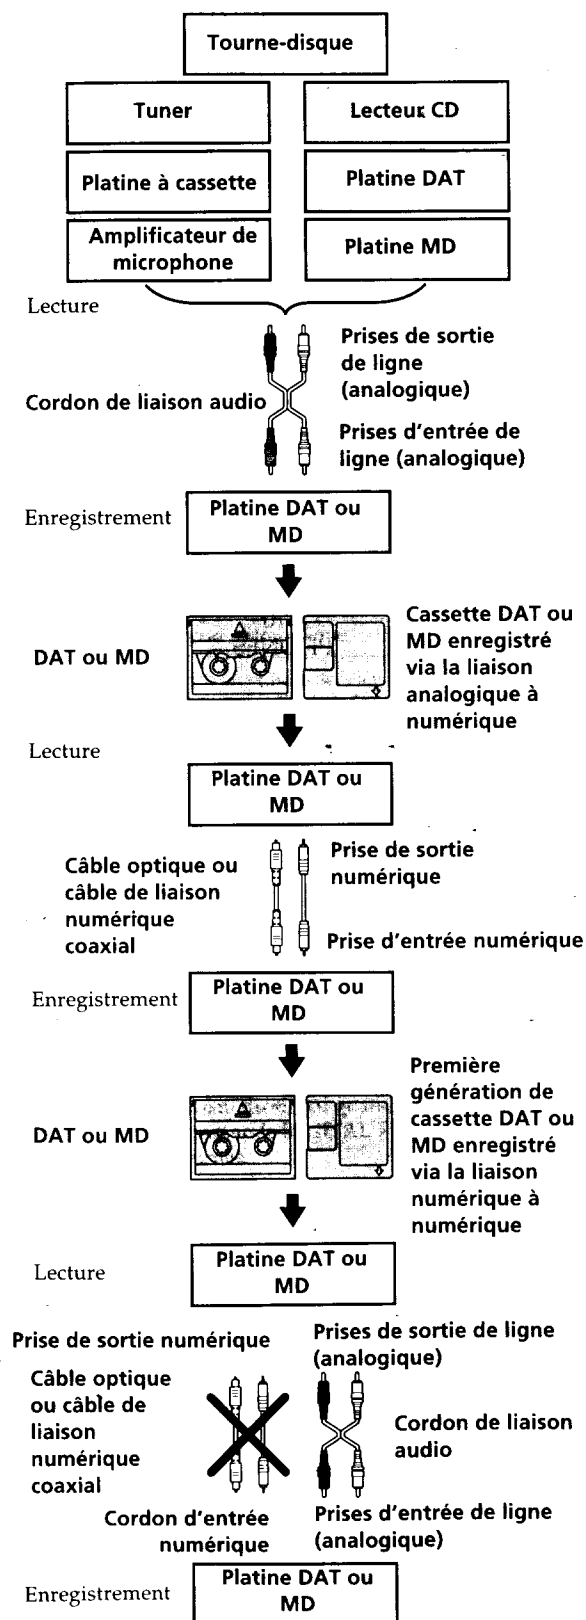 Tourne-disque
Tuner
Lecteur CD
Platine à cassette
Platine DAT
Amplificateur de
microphone
Platine MD
Lecture
Prises de sortie
de ligne
(analogique)
Cordon de liaison audio
Prises d'entrée de
ligne (analogique)
Enregistrement
Platine DAT ou
MD
DAT ou MD
Cassette DAT ou
MD enregistré
via la liaison
analogique à
numérique
Lecture
Platine DAT ou
MD
Câble optique ou
câble de liaison
numérique
coaxial
Prise de sortie
numérique
Prise d'entrée numérique
Enregistrement
Platine DAT ou
MD
DAT ou MD
Première
génération de
cassette DAT ou
MD enregistré
via la liaison
numérique à
numérique
Lecture
Platine DAT ou
MD
Prise de sortie numérique
Prises de sortie de ligne
(analogique)
Câble optique
ou câble de
liaison
numérique
coaxial
Cordon de liaison
audio
Cordon d'entrée
numérique
Prises d'entrée de ligne
(analogique)
Enregistrement
Platine DAT ou
MD